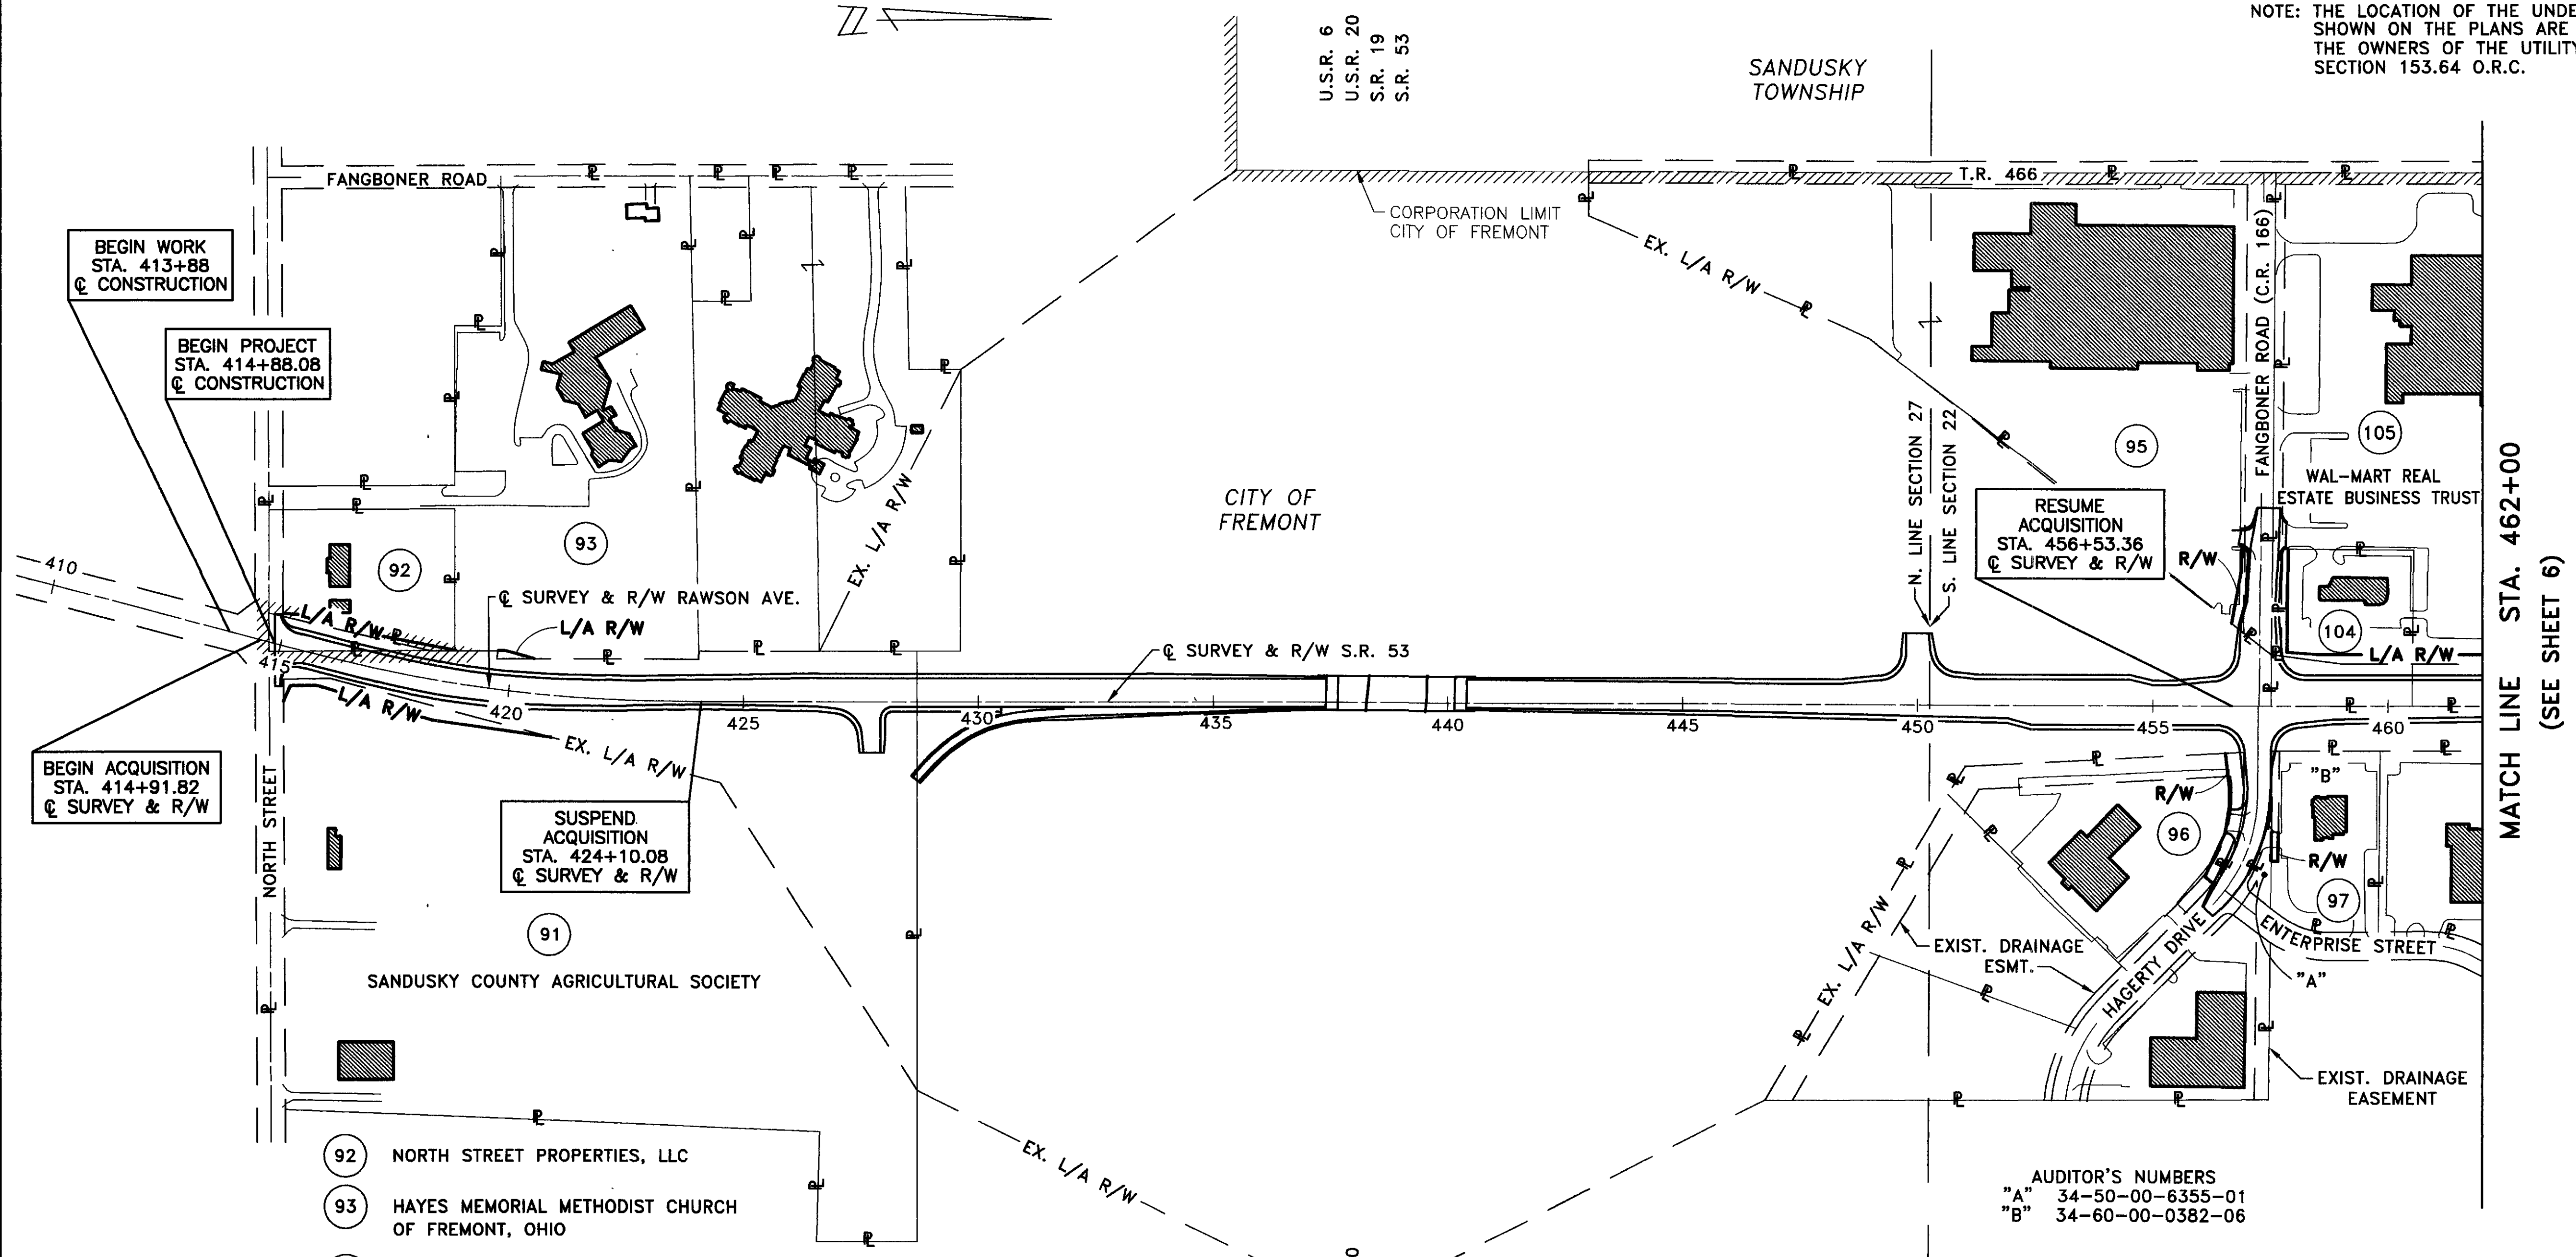 NOTE: THE LOCATION OF THE UNDE
SHOWN ON THE PLANS ARE
THE OWNERS OF THE UTILITY
SECTION 153.64 O.R.C.
U.S.R. 6
U.S.R. 20
S.R. 19
S.R. 53
SANDUSKY
TOWNSHIP
FANGBONER ROAD
T.R. 466
CORPORATION LIMIT
CITY OF FREMONT
EX. L/A R/W
BEGIN WORK
STA. 413+88
℄ CONSTRUCTION
BEGIN PROJECT
STA. 414+88.08
℄ CONSTRUCTION
FANGBONER ROAD (C.R. 166)
N. LINE SECTION 27
S. LINE SECTION 22
95
105
WAL-MART REAL
ESTATE BUSINESS TRUST
CITY OF
FREMONT
RESUME
ACQUISITION
STA. 456+53.36
℄ SURVEY & R/W
R/W
MATCH LINE STA. 462+00
(SEE SHEET 6)
92
93
EX. L/A R/W
410
℄ SURVEY & R/W RAWSON AVE.
L/A R/W
L/A R/W
℄ SURVEY & R/W S.R. 53
104
L/A R/W
415
420
425
430
435
440
445
450
455
460
L/A R/W
EX. L/A R/W
BEGIN ACQUISITION
STA. 414+91.82
℄ SURVEY & R/W
NORTH STREET
SUSPEND
ACQUISITION
STA. 424+10.08
℄ SURVEY & R/W
R/W
96
"B"
R/W
97
91
SANDUSKY COUNTY AGRICULTURAL SOCIETY
EX. L/A R/W
EXIST. DRAINAGE
ESMT.
HAGERTY DRIVE
ENTERPRISE STREET
"A"
EXIST. DRAINAGE
EASEMENT
EX. L/A R/W
92 NORTH STREET PROPERTIES, LLC
93 HAYES MEMORIAL METHODIST CHURCH
OF FREMONT, OHIO
AUDITOR'S NUMBERS
"A" 34-50-00-6355-01
"B" 34-60-00-0382-06